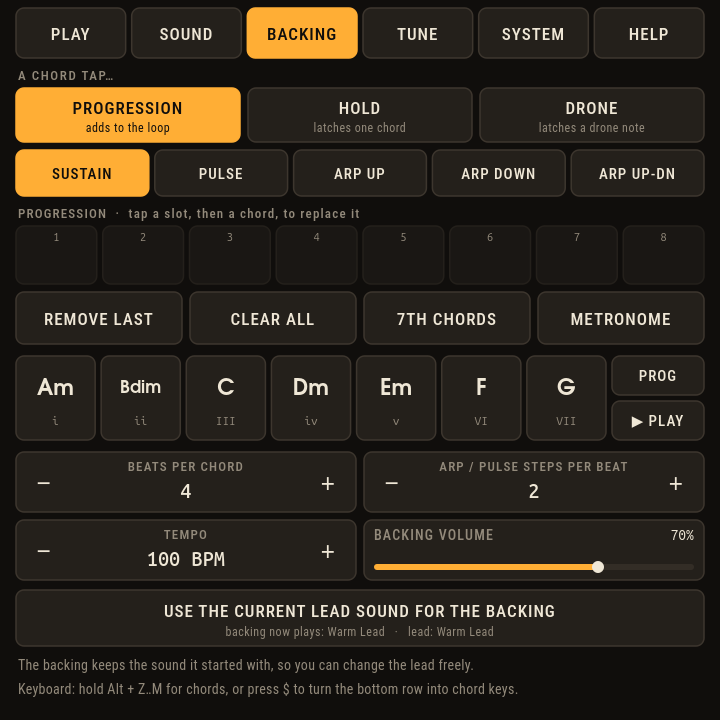 PLAY SOUND BACKING TUNE SYSTEM HELP
A CHORD TAP…
PROGRESSION HOLD DRONE
adds to the loop latches one chord latches a drone note
SUSTAIN PULSE ARP UP ARP DOWN ARP UP-DN
PROGRESSION · tap a slot, then a chord, to replace it
1 2 3 4 5 6 7 8
REMOVE LAST CLEAR ALL 7TH CHORDS METRONOME
Am Bdim C Dm Em F G PROG
i ii III iv v VI VII ▶ PLAY
BEATS PER CHORD ARP / PULSE STEPS PER BEAT
− 4 + − 2 +
TEMPO BACKING VOLUME 70%
− 100 BPM +
USE THE CURRENT LEAD SOUND FOR THE BACKING
backing now plays: Warm Lead · lead: Warm Lead
The backing keeps the sound it started with, so you can change the lead freely.
Keyboard: hold Alt + Z..M for chords, or press $ to turn the bottom row into chord keys.